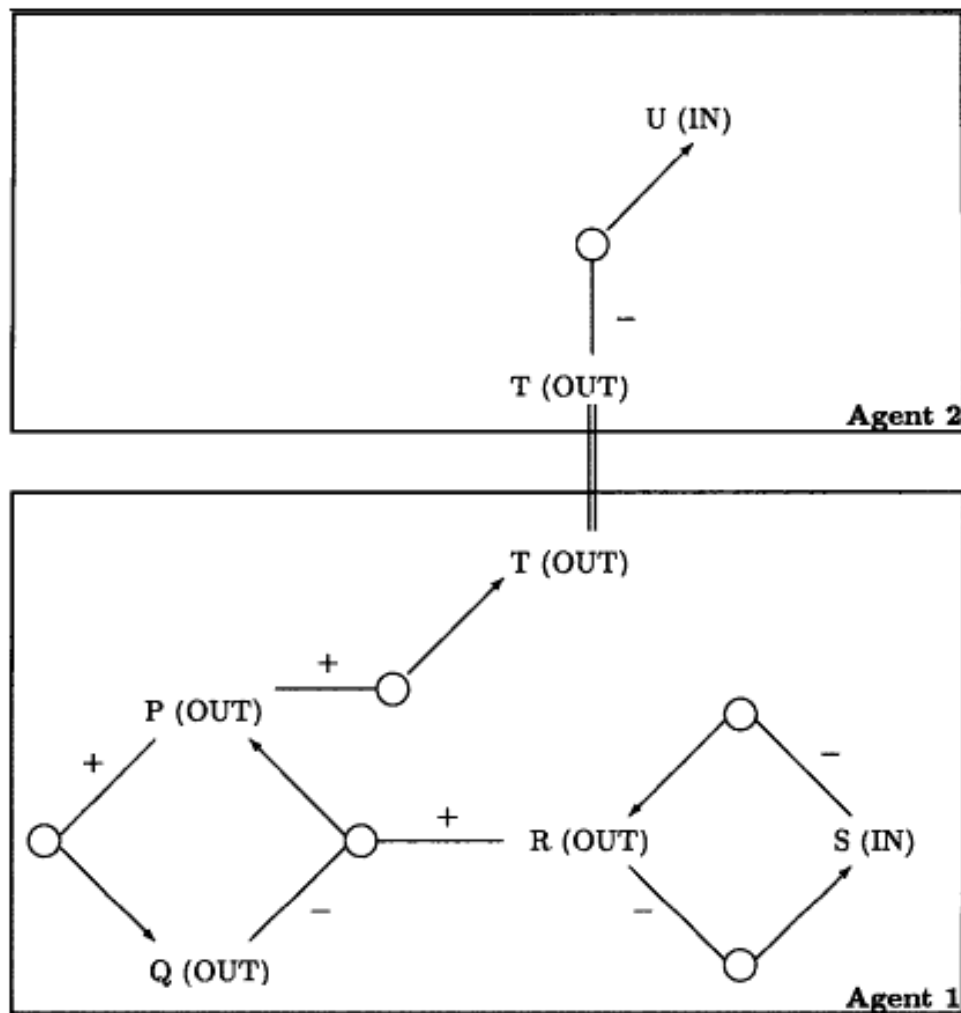 U (IN)
−
T (OUT)
Agent 2
T (OUT)
+
P (OUT)
+
−
+
R (OUT)
S (IN)
−
−
Q (OUT)
Agent 1